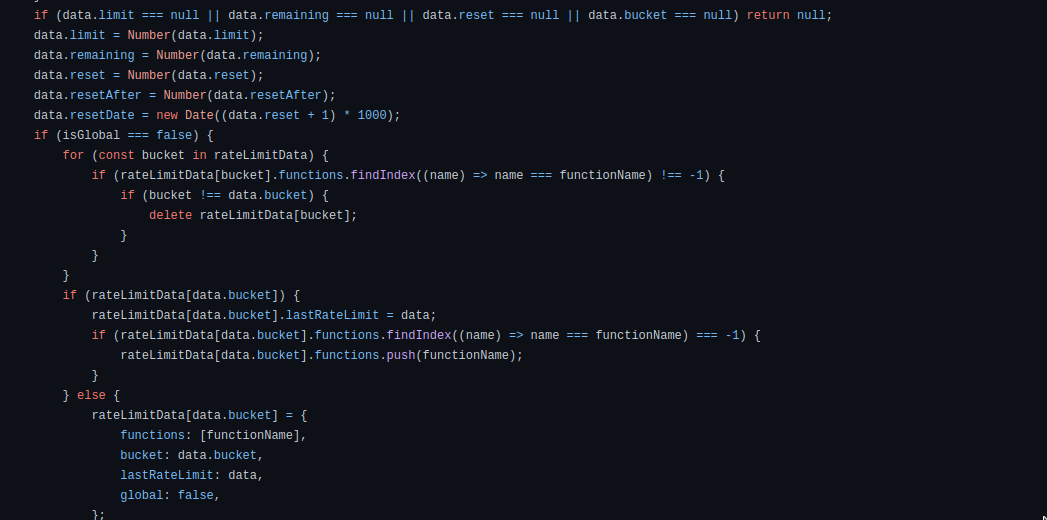 if (data.limit === null || data.remaining === null || data.reset === null || data.bucket === null) return null;
data.limit = Number(data.limit);
data.remaining = Number(data.remaining);
data.reset = Number(data.reset);
data.resetAfter = Number(data.resetAfter);
data.resetDate = new Date((data.reset + 1) * 1000);
if (isGlobal === false) {
    for (const bucket in rateLimitData) {
        if (rateLimitData[bucket].functions.findIndex((name) => name === functionName) !== -1) {
            if (bucket !== data.bucket) {
                delete rateLimitData[bucket];
            }
        }
    }
    if (rateLimitData[data.bucket]) {
        rateLimitData[data.bucket].lastRateLimit = data;
        if (rateLimitData[data.bucket].functions.findIndex((name) => name === functionName) === -1) {
            rateLimitData[data.bucket].functions.push(functionName);
        }
    } else {
        rateLimitData[data.bucket] = {
            functions: [functionName],
            bucket: data.bucket,
            lastRateLimit: data,
            global: false,
        };